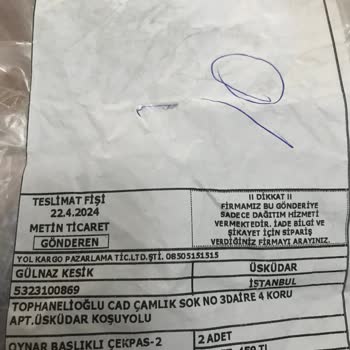 TESLİMAT FİŞİ
22.4.2024
METİN TİCARET
GÖNDEREN
!! DİKKAT !!
FİRMAMIZ BU GÖNDERİYE
SADECE DAĞITIM HİZMETİ
VERMEKTEDİR. İADE BİLGİ VE
ŞİKAYET İÇİN SİPARİŞ
VERDİĞİNİZ FİRMAYI ARAYINIZ.
YOL KARGO PAZARLAMA TİC.LTD.ŞTİ. 08505151515
GÜLNAZ KESİK
ÜSKÜDAR
5323100869
İSTANBUL
TOPHANELİOĞLU CAD ÇAMLIK SOK NO 3DAİRE 4 KORU
APT.ÜSKÜDAR KOŞUYOLU
OYNAR BAŞLIKLI ÇEKPAS-2
2 ADET